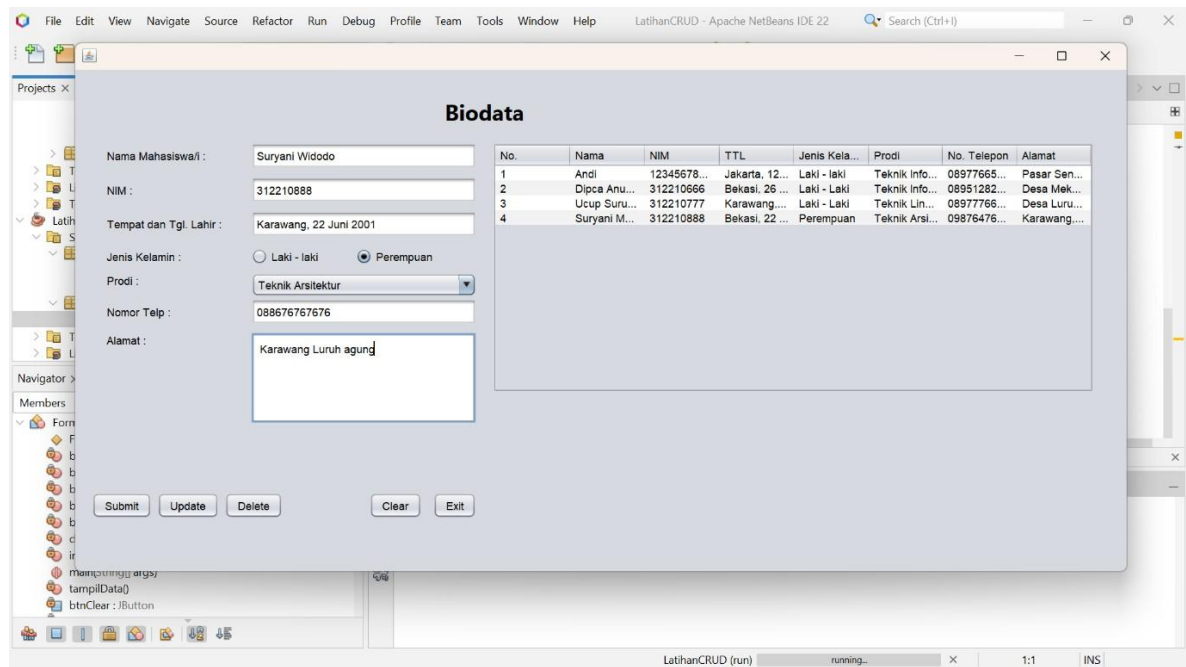 File Edit View Navigate Source Refactor Run Debug Profile Team Tools Window Help LatihanCRUD - Apache NetBeans IDE 22 Search (Ctrl+I)
Projects
Biodata
Nama Mahasiswa/i : Suryani Widodo
NIM : 312210888
Tempat dan Tgl. Lahir : Karawang, 22 Juni 2001
Jenis Kelamin : Laki - laki Perempuan
Prodi : Teknik Arsitektur
Nomor Telp : 088676767676
Alamat : Karawang Luruh agung
No. Nama NIM TTL Jenis Kela... Prodi No. Telepon Alamat
1 Andi 12345678... Jakarta, 12... Laki - laki Teknik Info... 08977665... Pasar Sen...
2 Dipca Anu... 312210666 Bekasi, 26 ... Laki - Laki Teknik Info... 08951282... Desa Mek...
3 Ucup Suru... 312210777 Karawang,... Laki - Laki Teknik Lin... 08977766... Desa Luru...
4 Suryani M... 312210888 Bekasi, 22 ... Perempuan Teknik Arsi... 09876476... Karawang,...
Submit Update Delete Clear Exit
Latih
Navigator
Members
Form
main(String[] args)
tampilData()
btnClear : JButton
LatihanCRUD (run) running... 1:1 INS